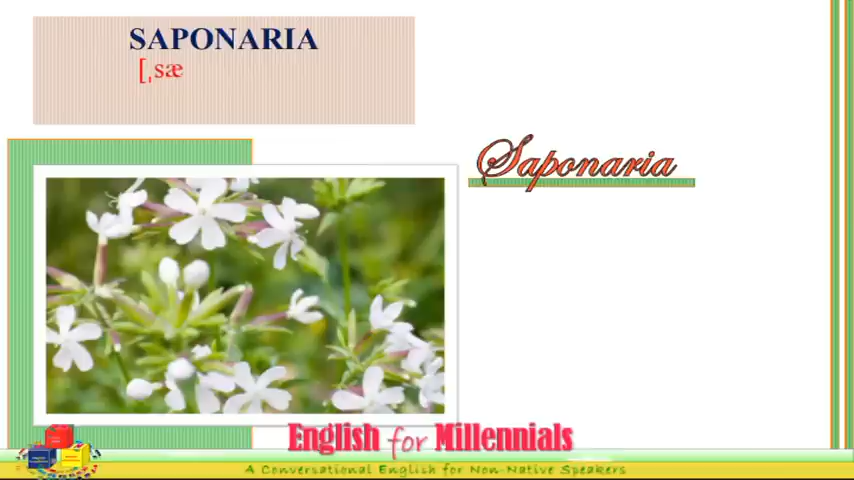 SAPONARIA
[ˌsæ
Saponaria
English for Millennials
A Conversational English for Non-Native Speakers